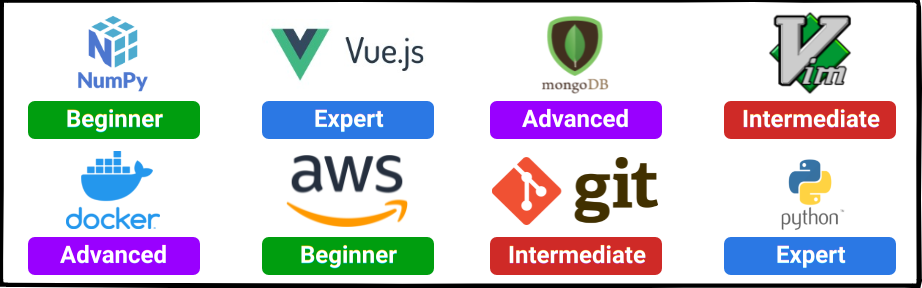 NumPy
Vue.js
mongoDB
Vim
Beginner
Expert
Advanced
Intermediate
docker
aws
git
python
Advanced
Beginner
Intermediate
Expert